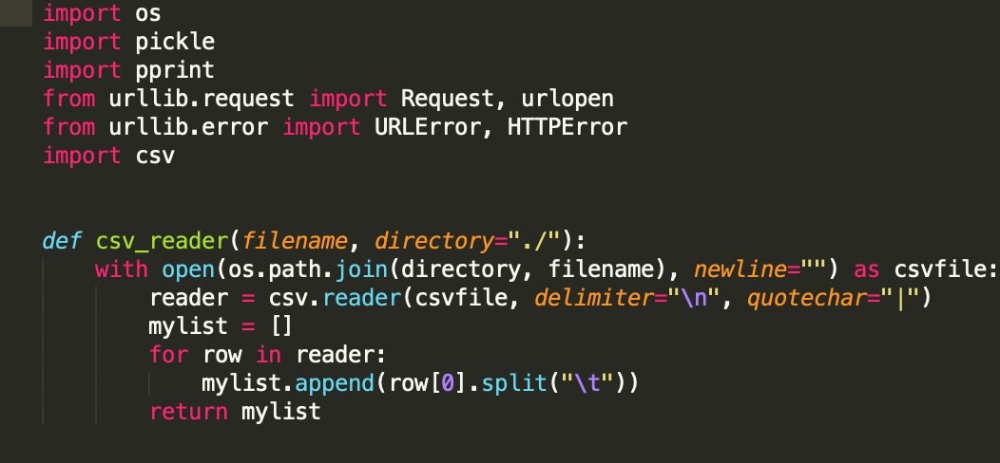 import os
import pickle
import pprint
from urllib.request import Request, urlopen
from urllib.error import URLError, HTTPError
import csv
def csv_reader(filename, directory="./"):
    with open(os.path.join(directory, filename), newline="") as csvfile:
        reader = csv.reader(csvfile, delimiter="\n", quotechar="|")
        mylist = []
        for row in reader:
            mylist.append(row[0].split("\t"))
        return mylist